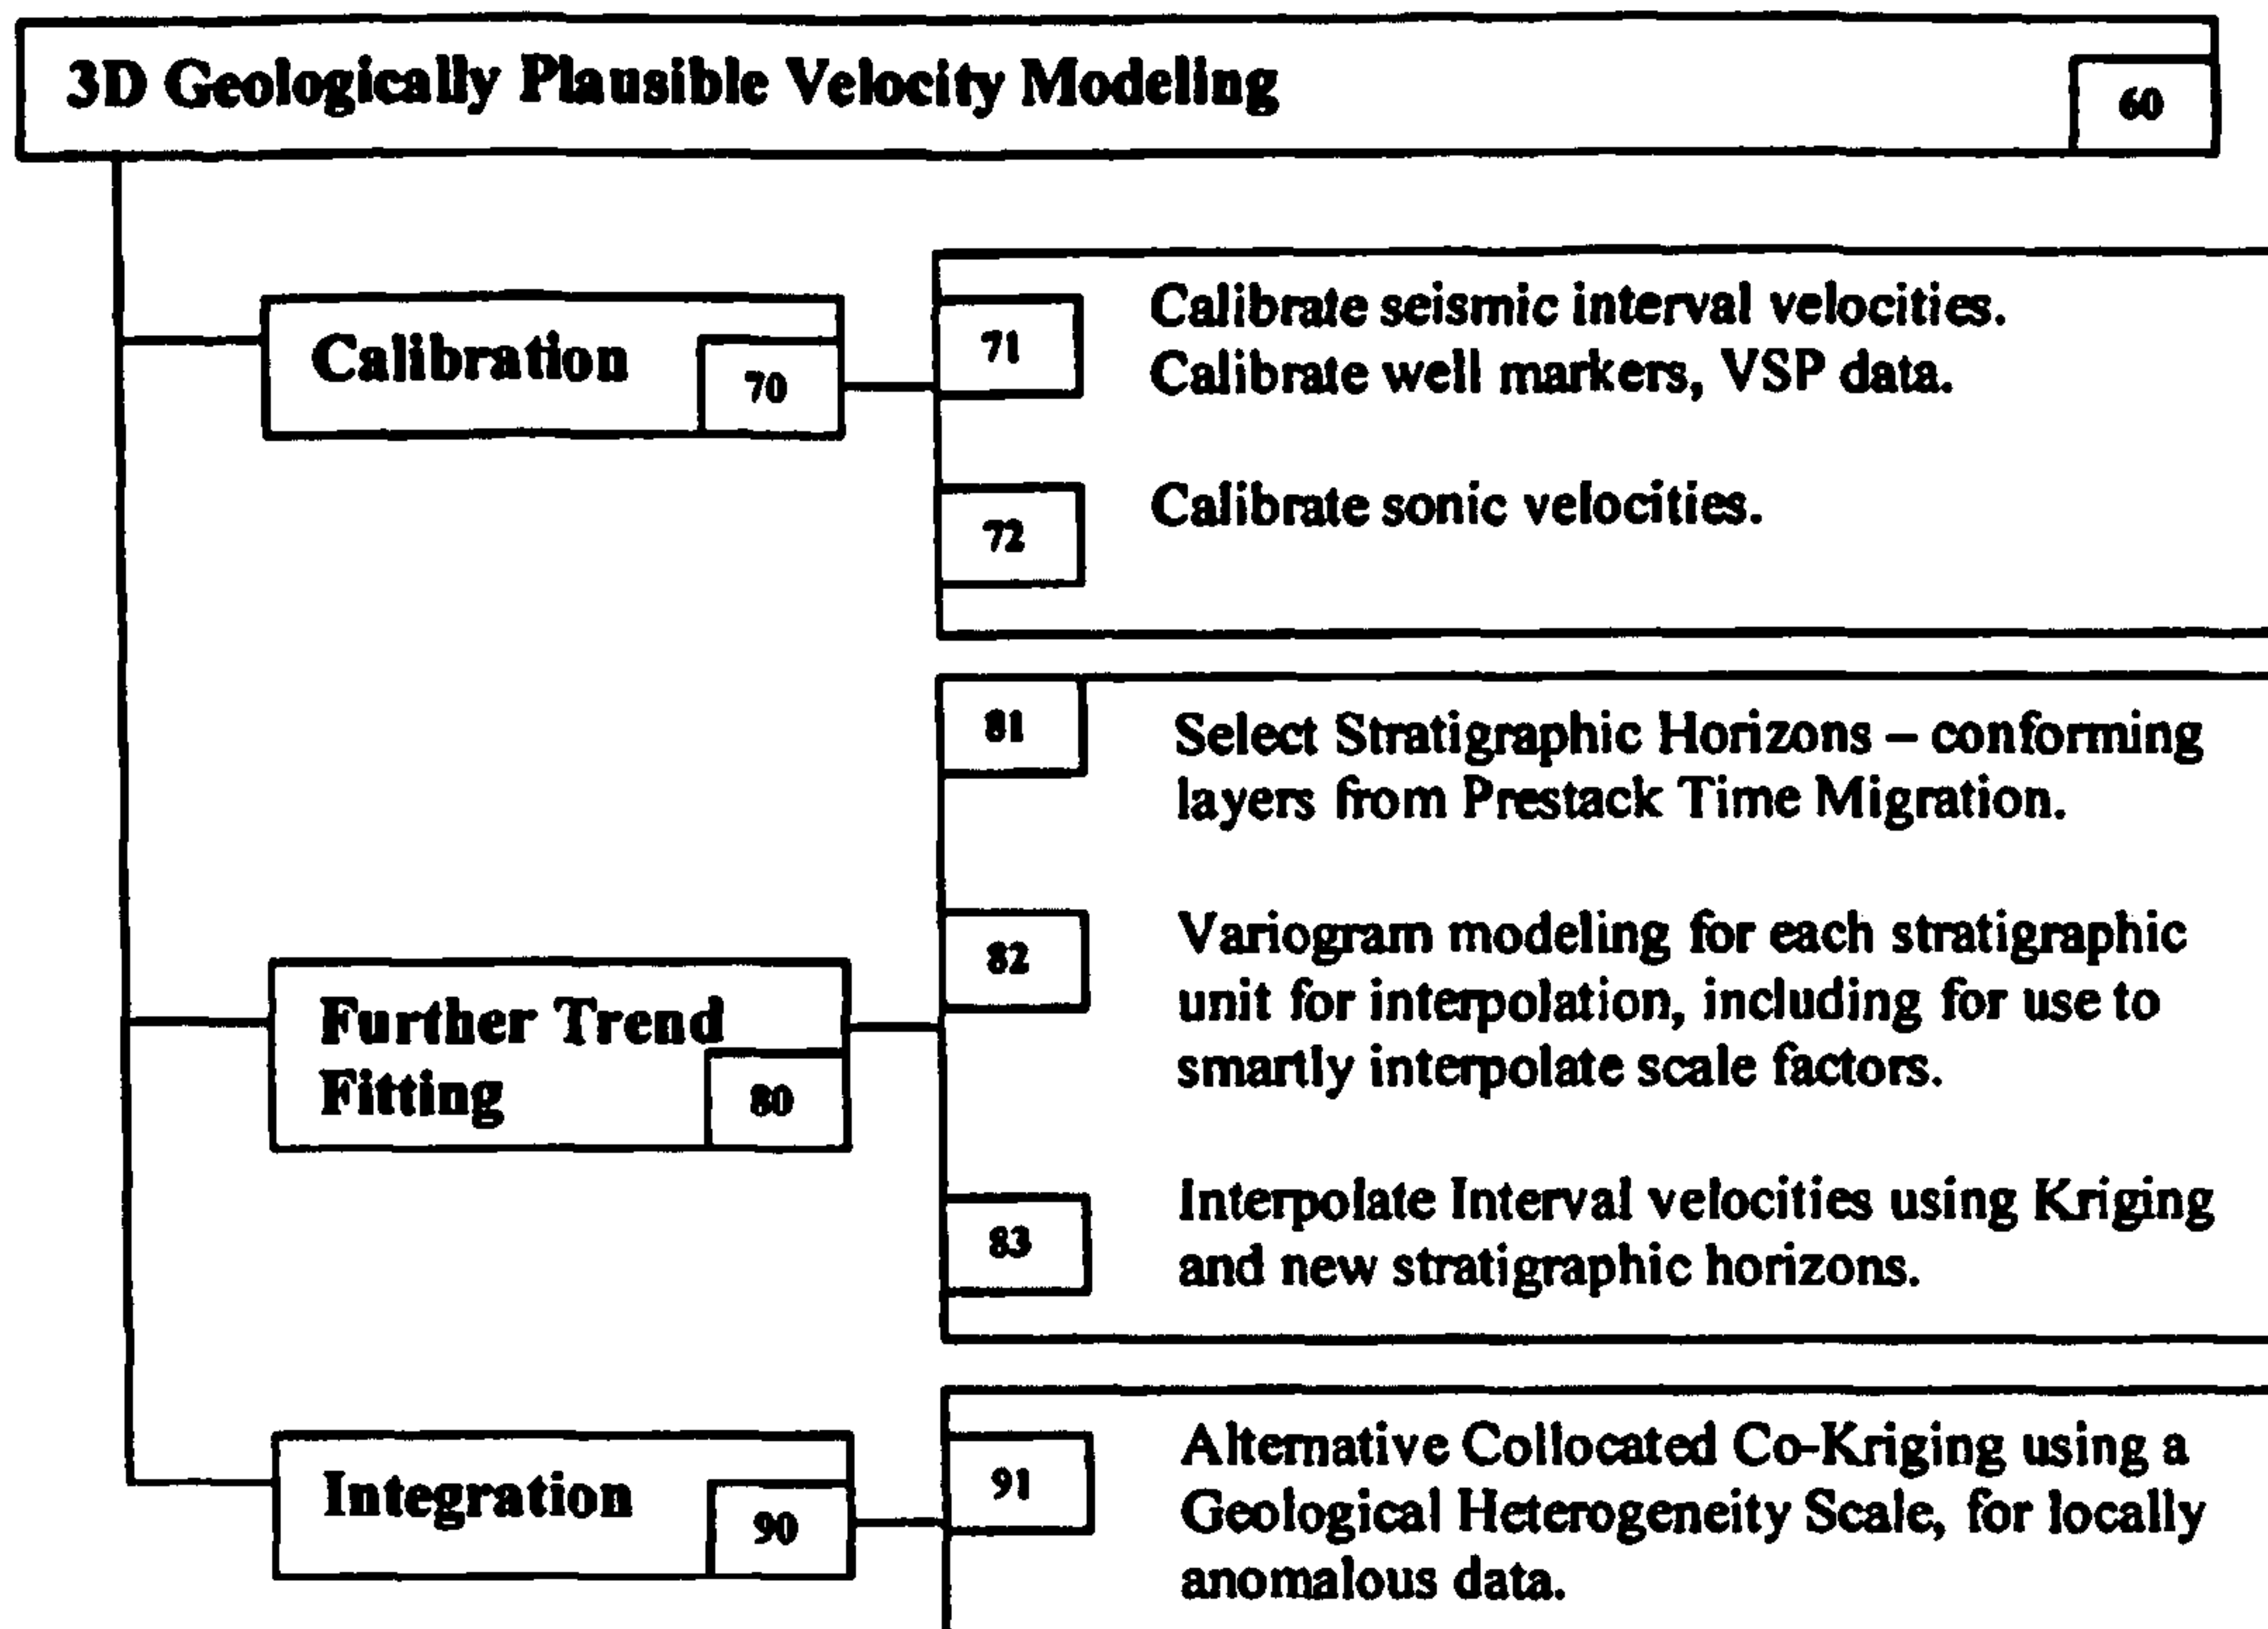 3D Geologically Plausible Velocity Modeling
60
Calibration
70
71
Calibrate seismic interval velocities.
Calibrate well markers, VSP data.
72
Calibrate sonic velocities.
Further Trend
Fitting
80
81
Select Stratigraphic Horizons – conforming
layers from Prestack Time Migration.
82
Variogram modeling for each stratigraphic
unit for interpolation, including for use to
smartly interpolate scale factors.
83
Interpolate Interval velocities using Kriging
and new stratigraphic horizons.
Integration
90
91
Alternative Collocated Co-Kriging using a
Geological Heterogeneity Scale, for locally
anomalous data.